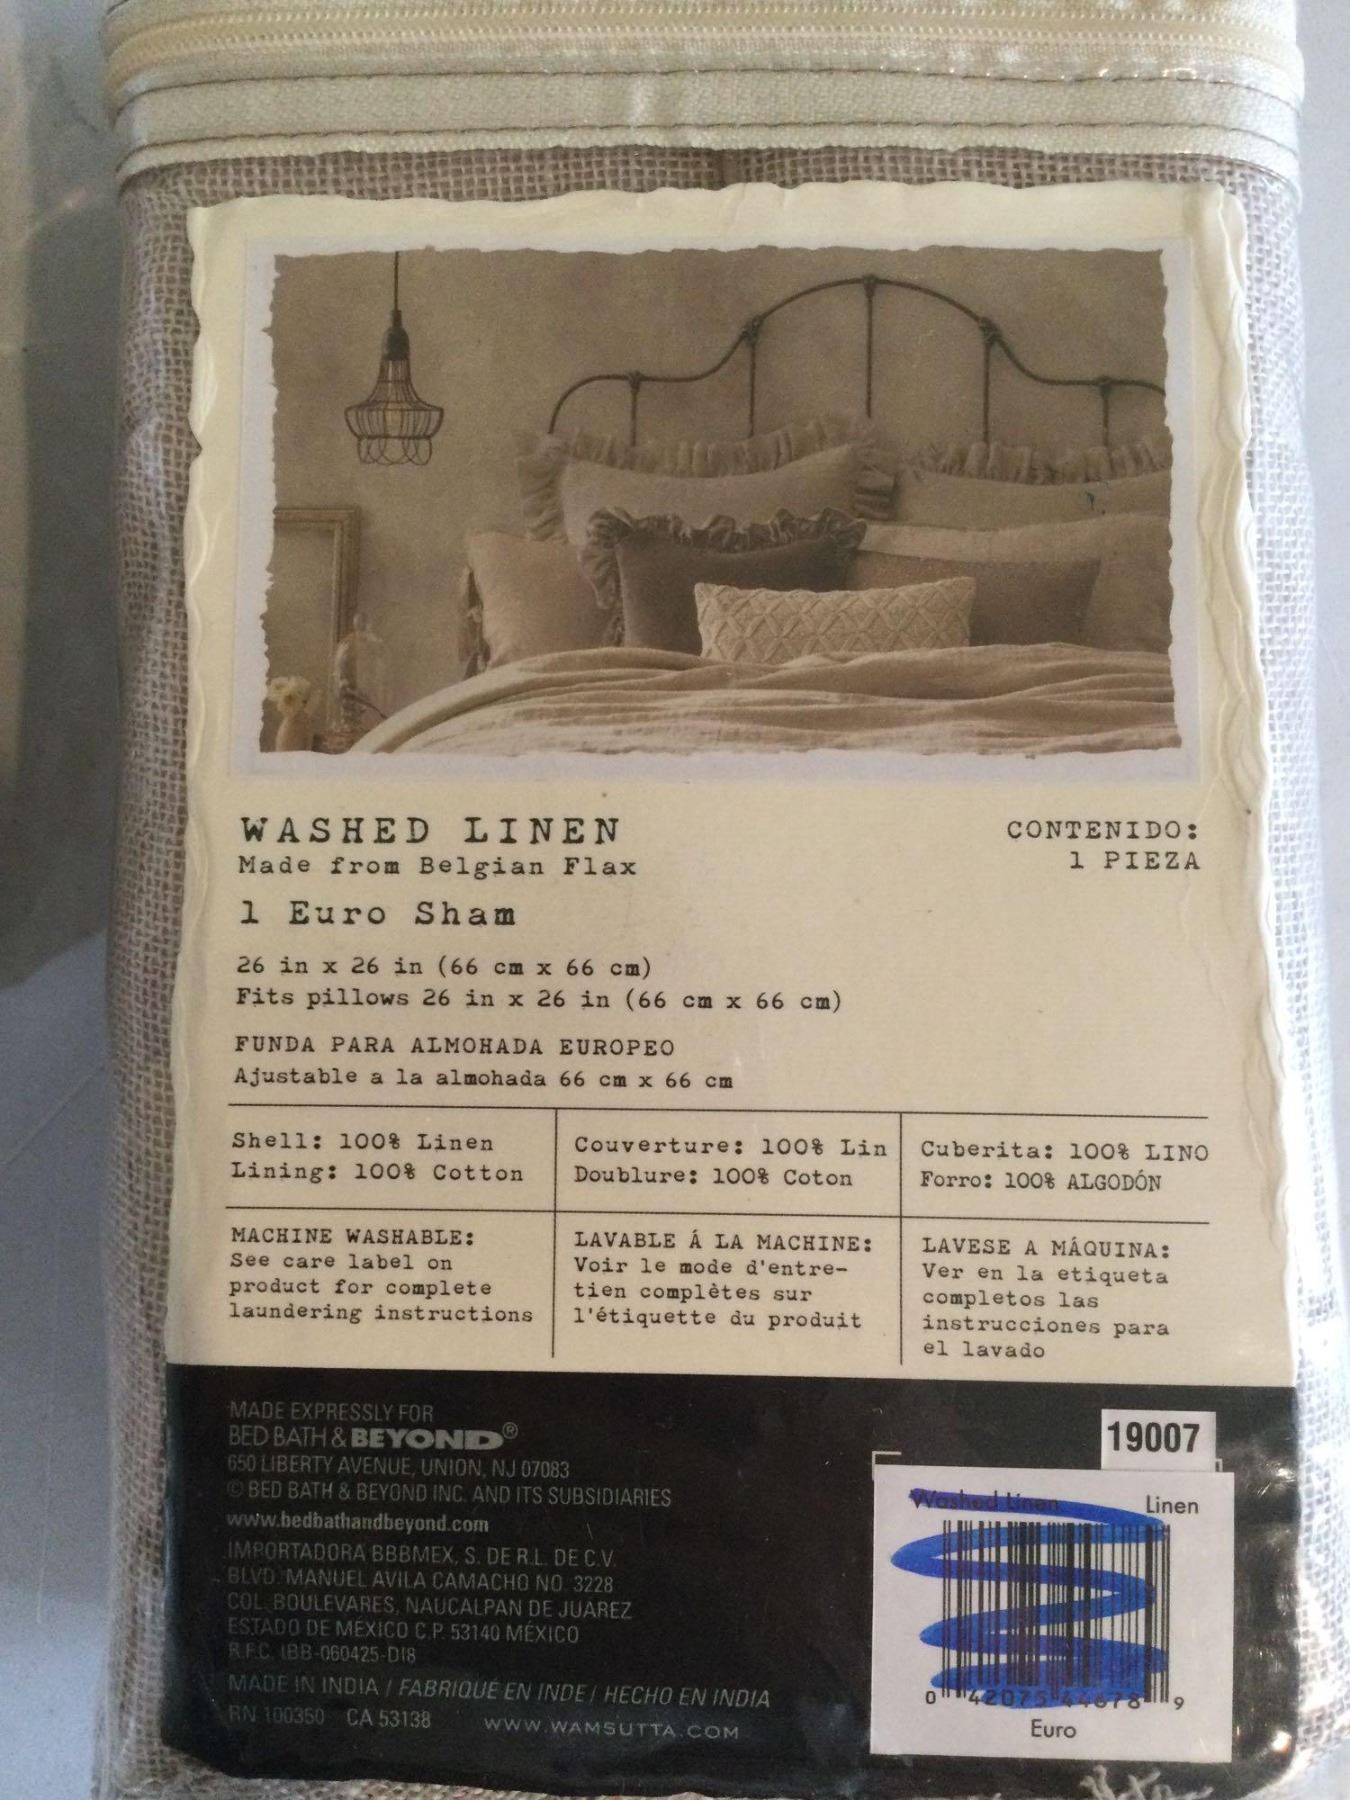 WASHED LINEN
Made from Belgian Flax
1 Euro Sham
26 in x 26 in (66 cm x 66 cm)
Fits pillows 26 in x 26 in (66 cm x 66 cm)
FUNDA PARA ALMOHADA EUROPEO
Ajustable a la almohada 66 cm x 66 cm
CONTENIDO:
1 PIEZA
Shell: 100% Linen
Lining: 100% Cotton
Couverture: 100% Lin
Doublure: 100% Coton
Cuberita: 100% LINO
Forro: 100% ALGODÓN
MACHINE WASHABLE:
See care label on
product for complete
laundering instructions
LAVABLE Á LA MACHINE:
Voir le mode d'entre-
tien complètes sur
l'étiquette du produit
LAVESE A MÁQUINA:
Ver en la etiqueta
completos las
instrucciones para
el lavado
MADE EXPRESSLY FOR
BED BATH & BEYOND®
650 LIBERTY AVENUE, UNION, NJ 07083
© BED BATH & BEYOND INC. AND ITS SUBSIDIARIES
www.bedbathandbeyond.com
IMPORTADORA BBBMEX, S. DE R.L. DE C.V.
BLVD. MANUEL AVILA CAMACHO NO. 3228
COL. BOULEVARES, NAUCALPAN DE JUAREZ
ESTADO DE MÉXICO C.P. 53140 MÉXICO
R.F.C. IBB-060425-DI8
MADE IN INDIA / FABRIQUÉ EN INDE / HECHO EN INDIA
RN 100350 CA 53138 WWW.WAMSUTTA.COM
19007
Washed Linen Linen
0 42075 44678 9
Euro